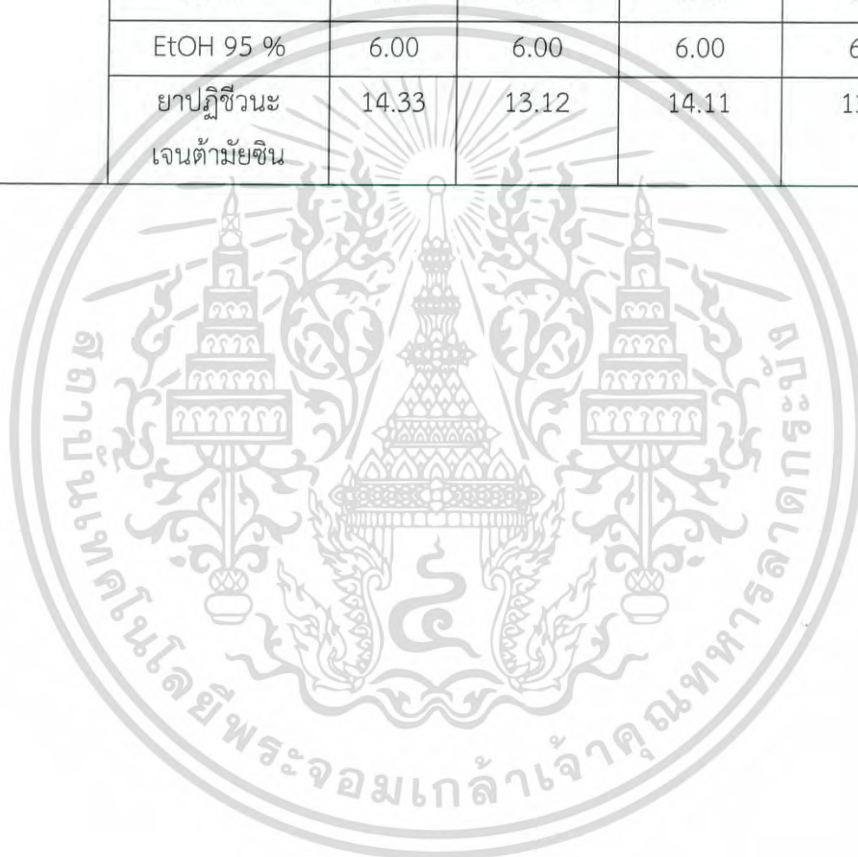 EtOH 95 % 6.00 6.00 6.00
ยาปฏิชีวนะ 14.33 13.12 14.11
เจนต้ามัยซิน
๔
สถาบันเทคโนโลยีพระจอมเกล้าเจ้าคุณทหารลาดกระบัง